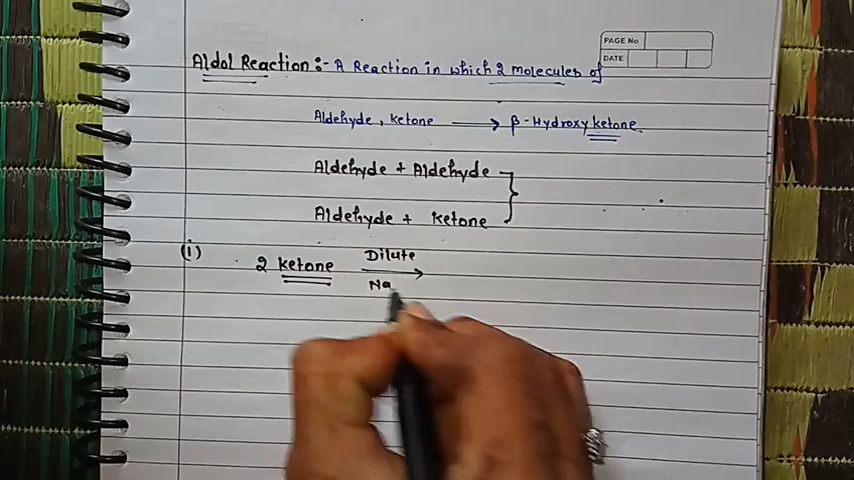 PAGE No
DATE
Aldol Reaction :- A Reaction in which 2 molecules of
Aldehyde, ketone → β-Hydroxy ketone.
Aldehyde + Aldehyde
Aldehyde + ketone
(i) 2 ketone Dilute →
Na